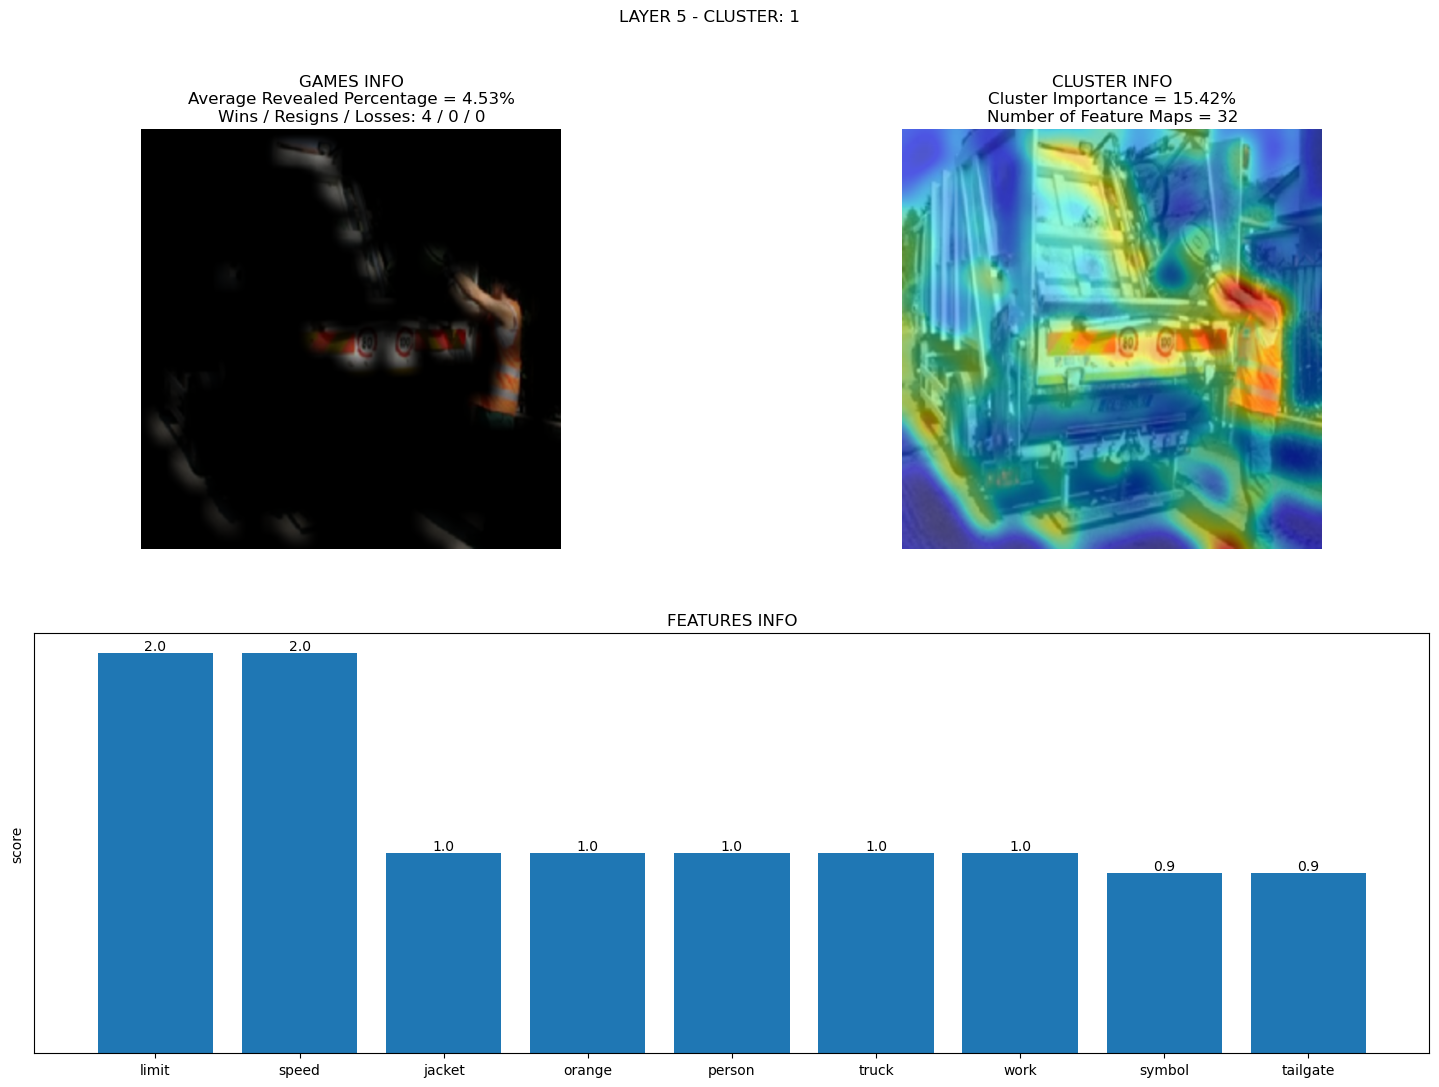 LAYER 5 - CLUSTER: 1
GAMES INFO
Average Revealed Percentage = 4.53%
Wins / Resigns / Losses: 4 / 0 / 0
CLUSTER INFO
Cluster Importance = 15.42%
Number of Feature Maps = 32
FEATURES INFO
score
2.0
2.0
1.0
1.0
1.0
1.0
1.0
0.9
0.9
limit
speed
jacket
orange
person
truck
work
symbol
tailgate